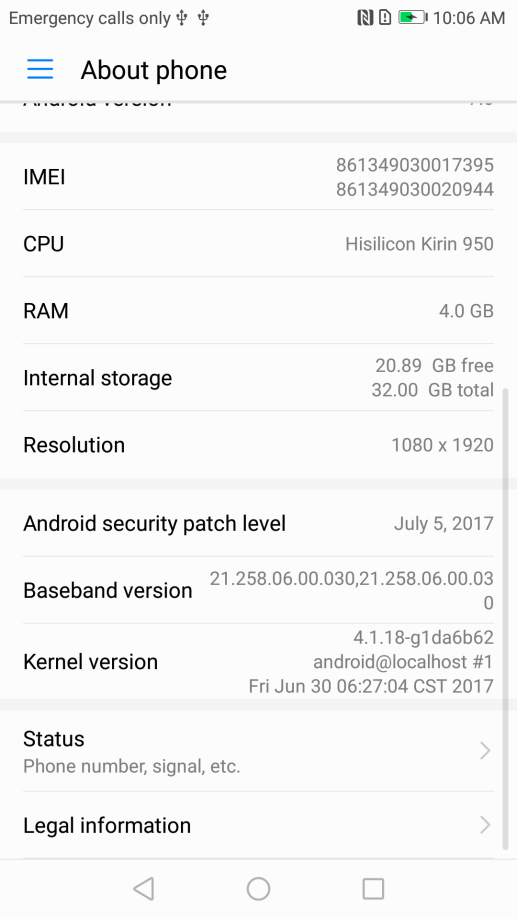 Emergency calls only
10:06 AM
About phone
Android version
IMEI
861349030017395
861349030020944
CPU
Hisilicon Kirin 950
RAM
4.0 GB
Internal storage
20.89 GB free
32.00 GB total
Resolution
1080 x 1920
Android security patch level
July 5, 2017
Baseband version
21.258.06.00.030,21.258.06.00.03
0
Kernel version
4.1.18-g1da6b62
android@localhost #1
Fri Jun 30 06:27:04 CST 2017
Status
Phone number, signal, etc.
Legal information